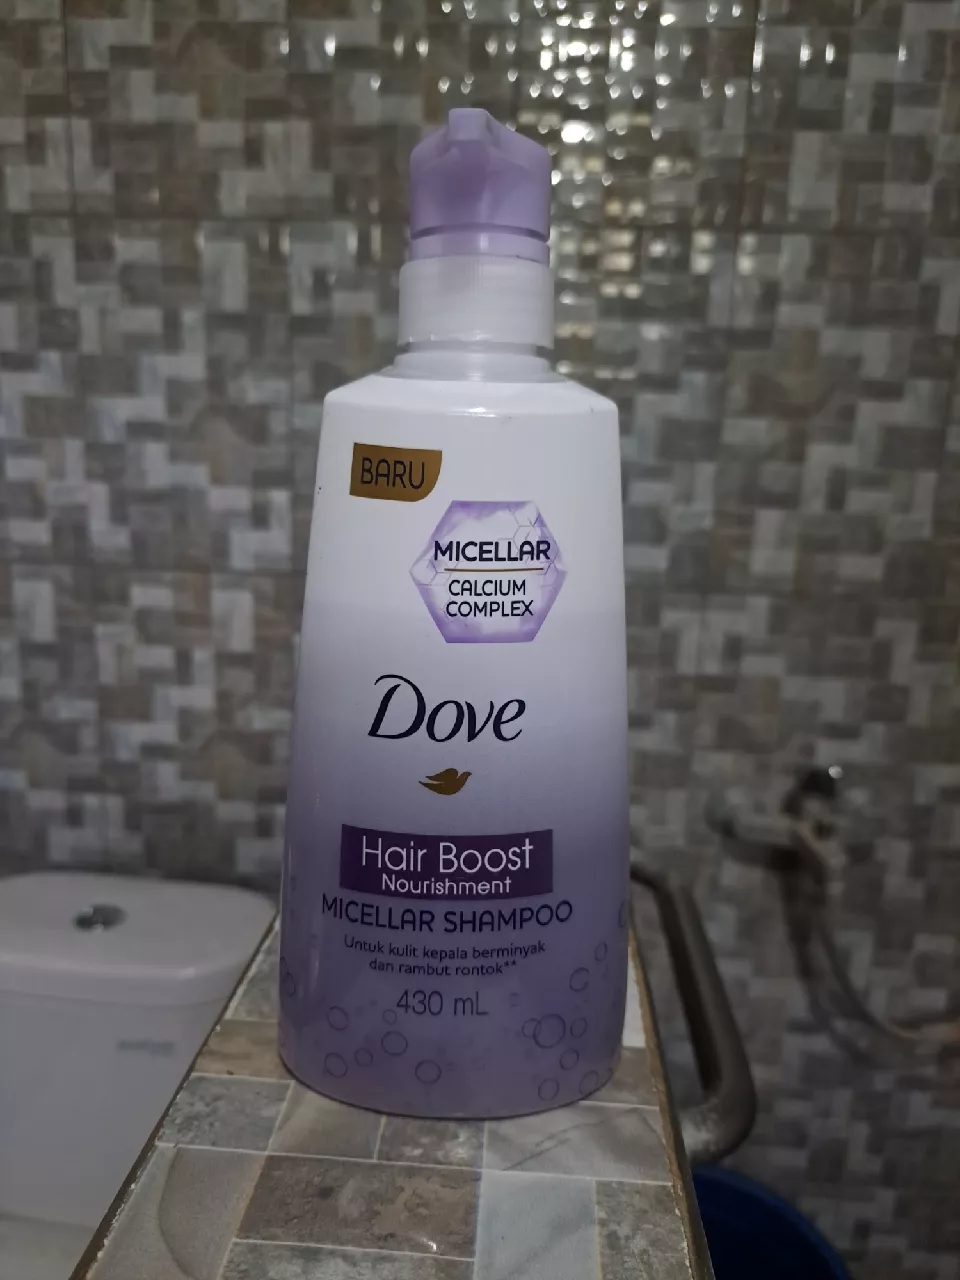 BARU
MICELLAR
CALCIUM
COMPLEX
Dove
Hair Boost
Nourishment
MICELLAR SHAMPOO
Untuk kulit kepala berminyak
dan rambut rontok**
430 mL